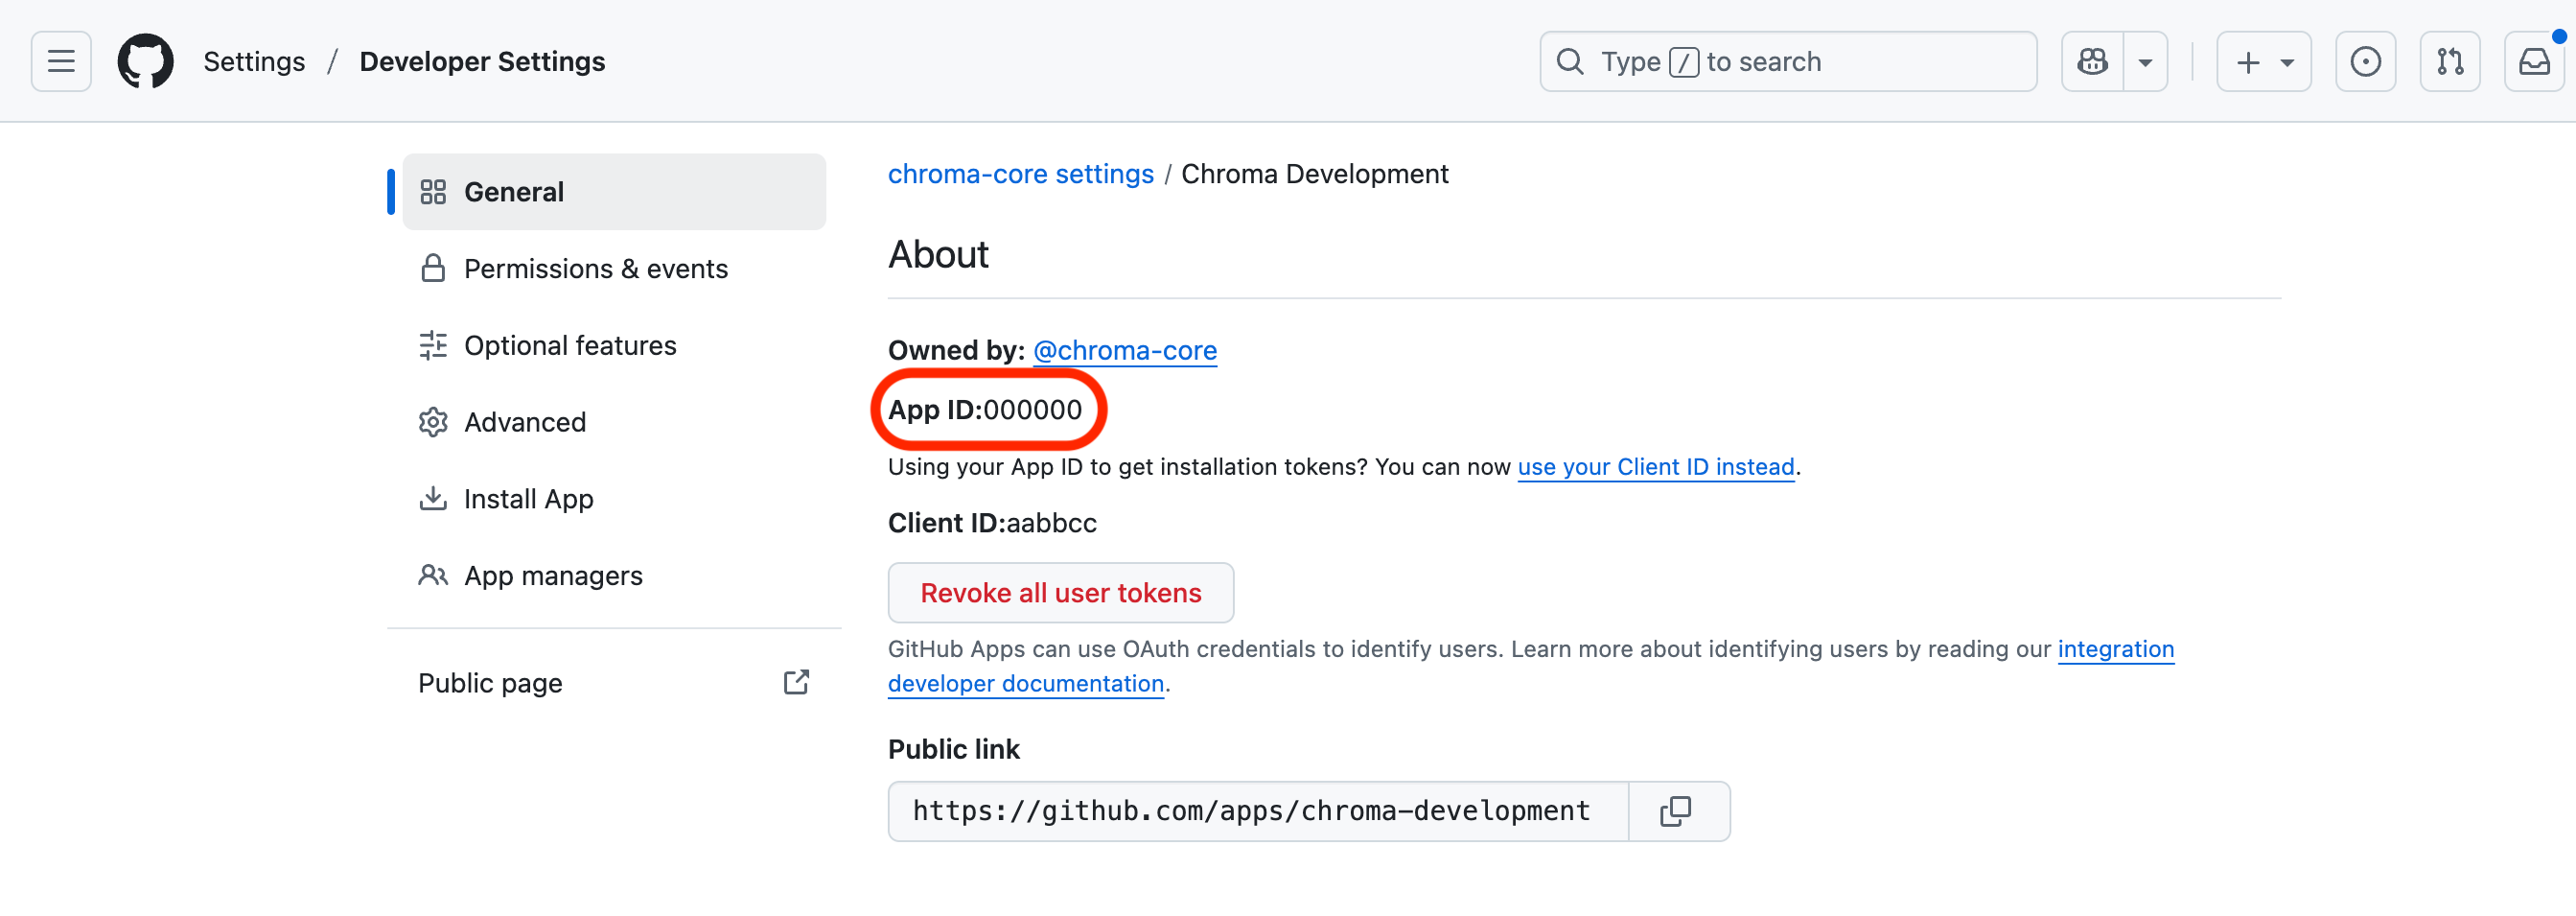 Settings / Developer Settings
Type / to search
General
Permissions & events
Optional features
Advanced
Install App
App managers
Public page
chroma-core settings / Chroma Development
About
Owned by: @chroma-core
App ID:000000
Using your App ID to get installation tokens? You can now use your Client ID instead.
Client ID:aabbcc
Revoke all user tokens
GitHub Apps can use OAuth credentials to identify users. Learn more about identifying users by reading our integration
developer documentation.
Public link
https://github.com/apps/chroma-development